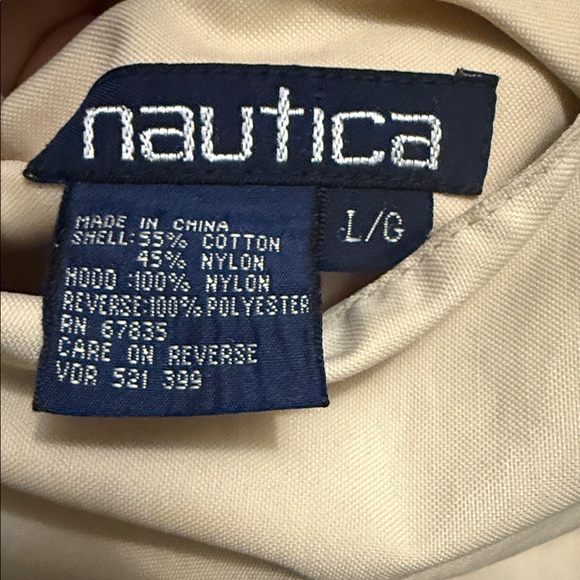 nautica
L/G
MADE IN CHINA
SHELL: 55% COTTON
45% NYLON
HOOD :100% NYLON
REVERSE:100% POLYESTER
RN 67835
CARE ON REVERSE
VDR 521 399